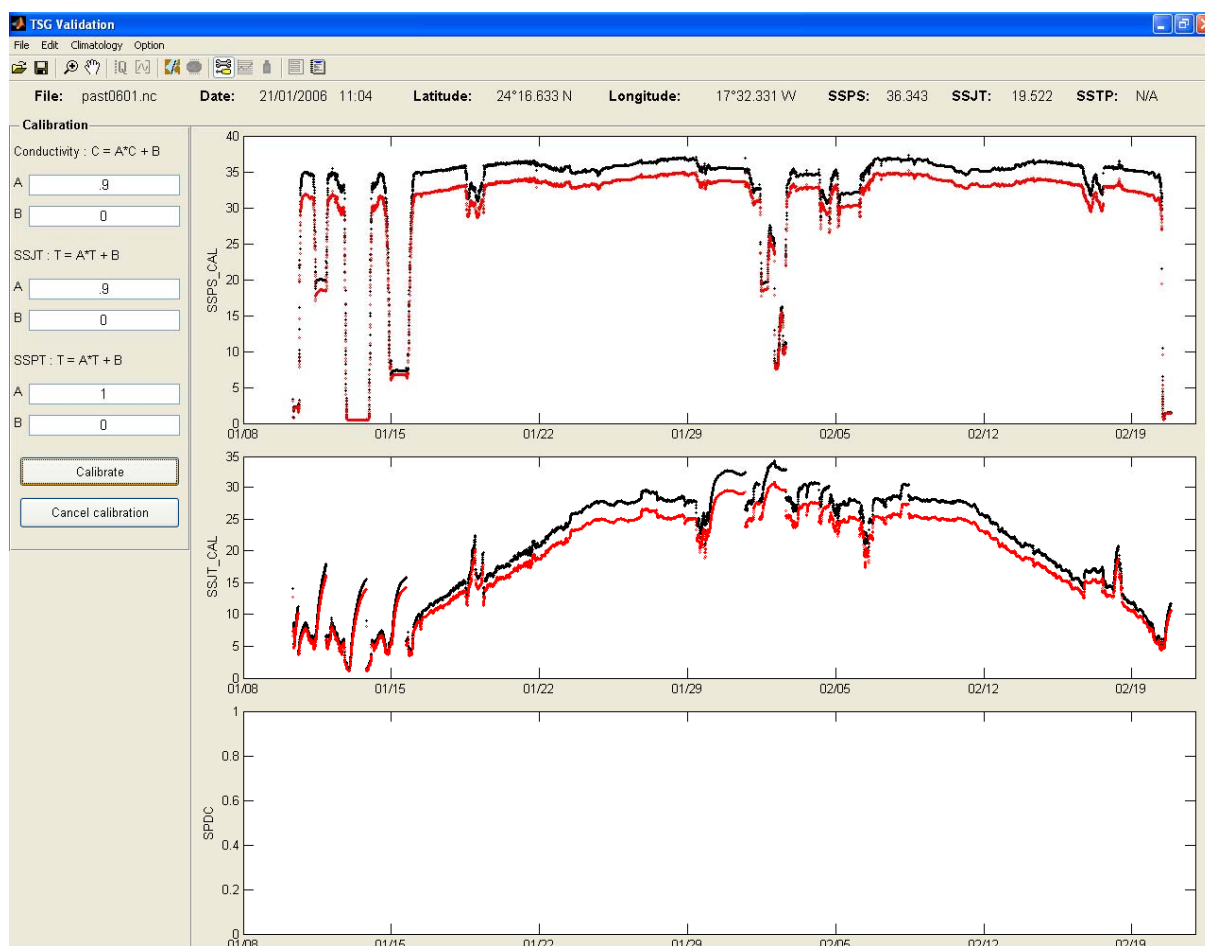 TSG Validation
File Edit Climatology Option
File: past0601.nc Date: 21/01/2006 11:04 Latitude: 24°16.633 N Longitude: 17°32.331 W SSPS: 36.343 SSJT: 19.522 SSTP: N/A
Calibration
Conductivity : C = A*C + B
A .9
B 0
SSJT : T = A*T + B
A .9
B 0
SSPT : T = A*T + B
A 1
B 0
Calibrate
Cancel calibration
SSPS_CAL
40
35
30
25
20
15
10
5
0
01/08 01/15 01/22 01/29 02/05 02/12 02/19
SSJT_CAL
35
30
25
20
15
10
5
0
01/08 01/15 01/22 01/29 02/05 02/12 02/19
SPDC
1
0.8
0.6
0.4
0.2
0
01/08 01/15 01/22 01/29 02/05 02/12 02/19